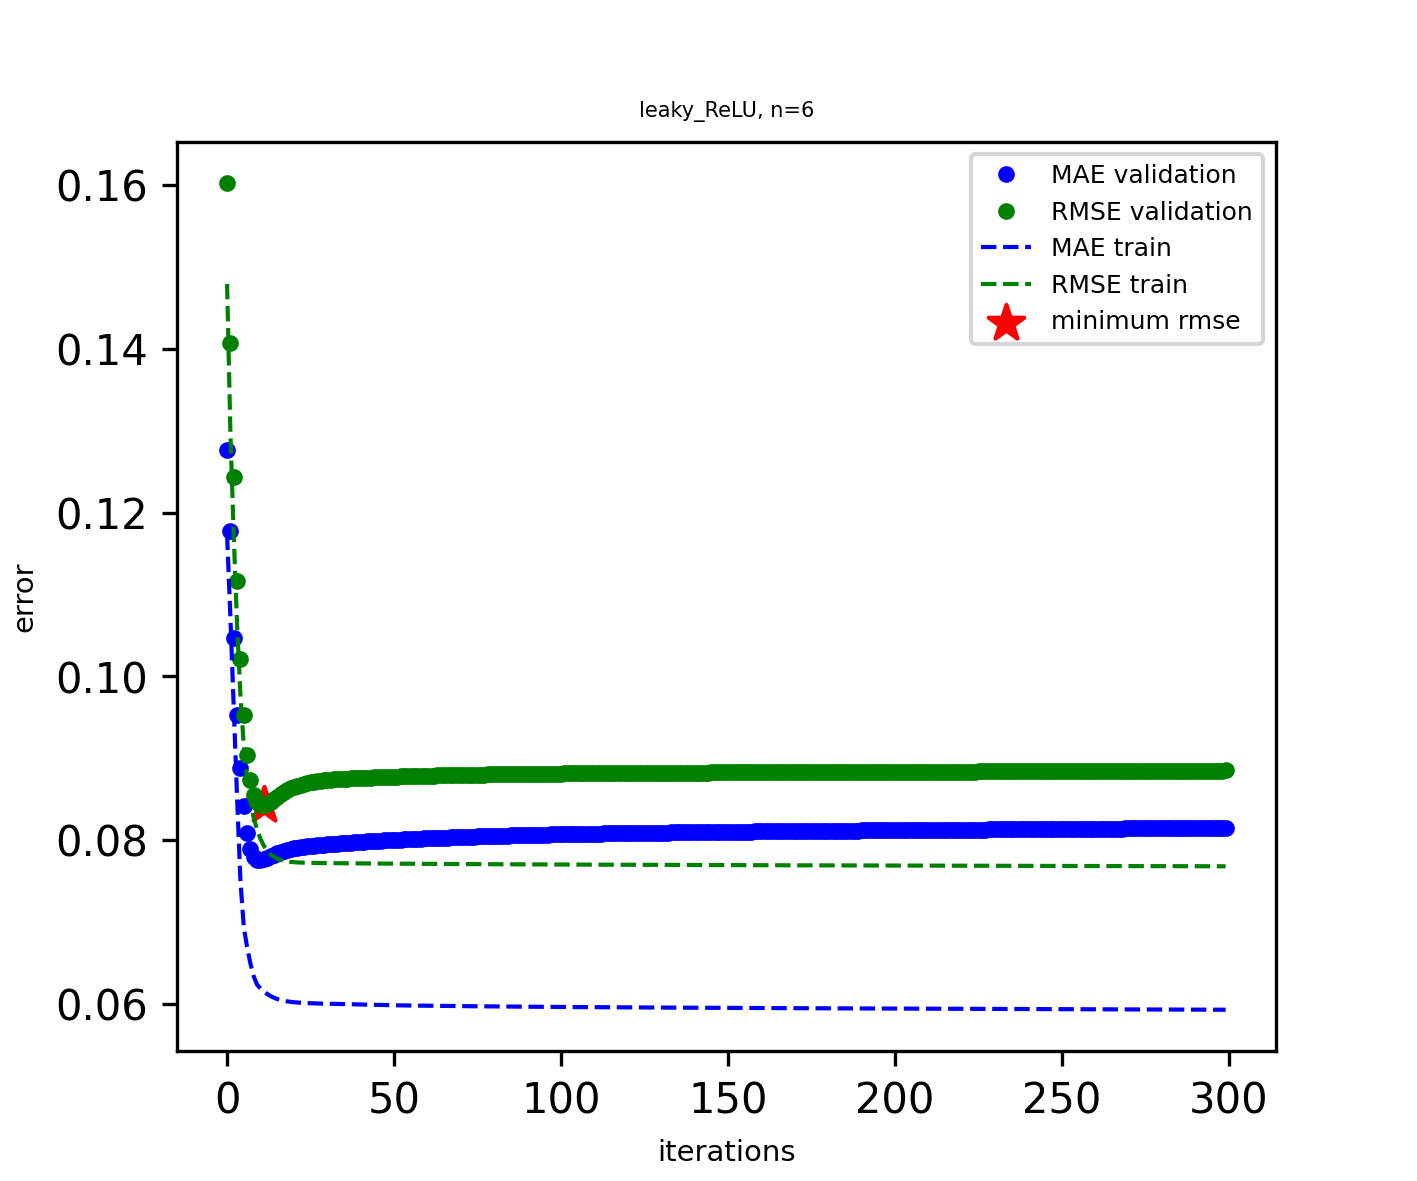 leaky_ReLU, n=6
MAE validation
RMSE validation
MAE train
RMSE train
minimum rmse
0.16
0.14
0.12
0.10
0.08
0.06
error
0 50 100 150 200 250 300
iterations